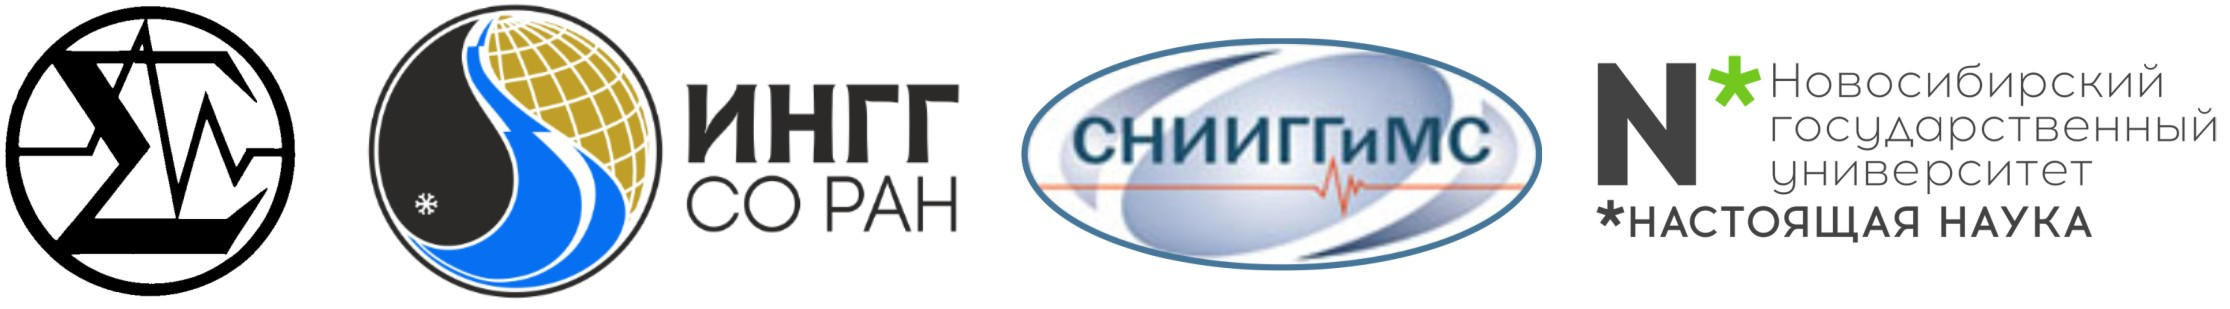 ИНГГ
СО РАН
СНИИГГиМС
N*
Новосибирский
государственный
университет
*НАСТОЯЩАЯ НАУКА